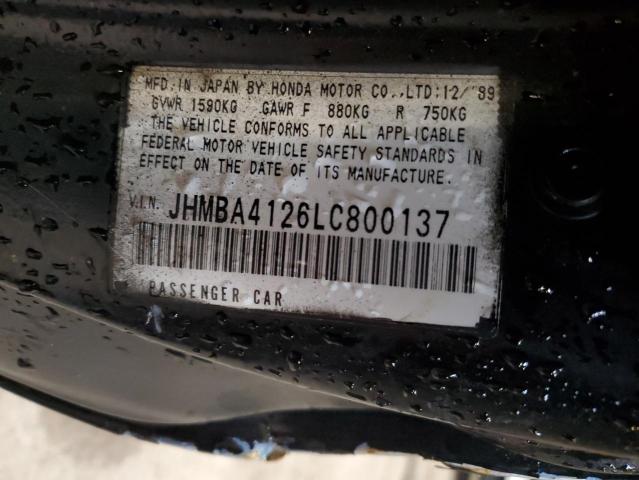 MFD. IN JAPAN BY HONDA MOTOR CO.,LTD: 12/'89
GVWR 1590KG GAWR F 880KG R 750KG
THE VEHICLE CONFORMS TO ALL APPLICABLE
FEDERAL MOTOR VEHICLE SAFETY STANDARDS IN
EFFECT ON THE DATE OF ITS MANUFACTURE.
V.I.N. JHMBA4126LC800137
PASSENGER CAR